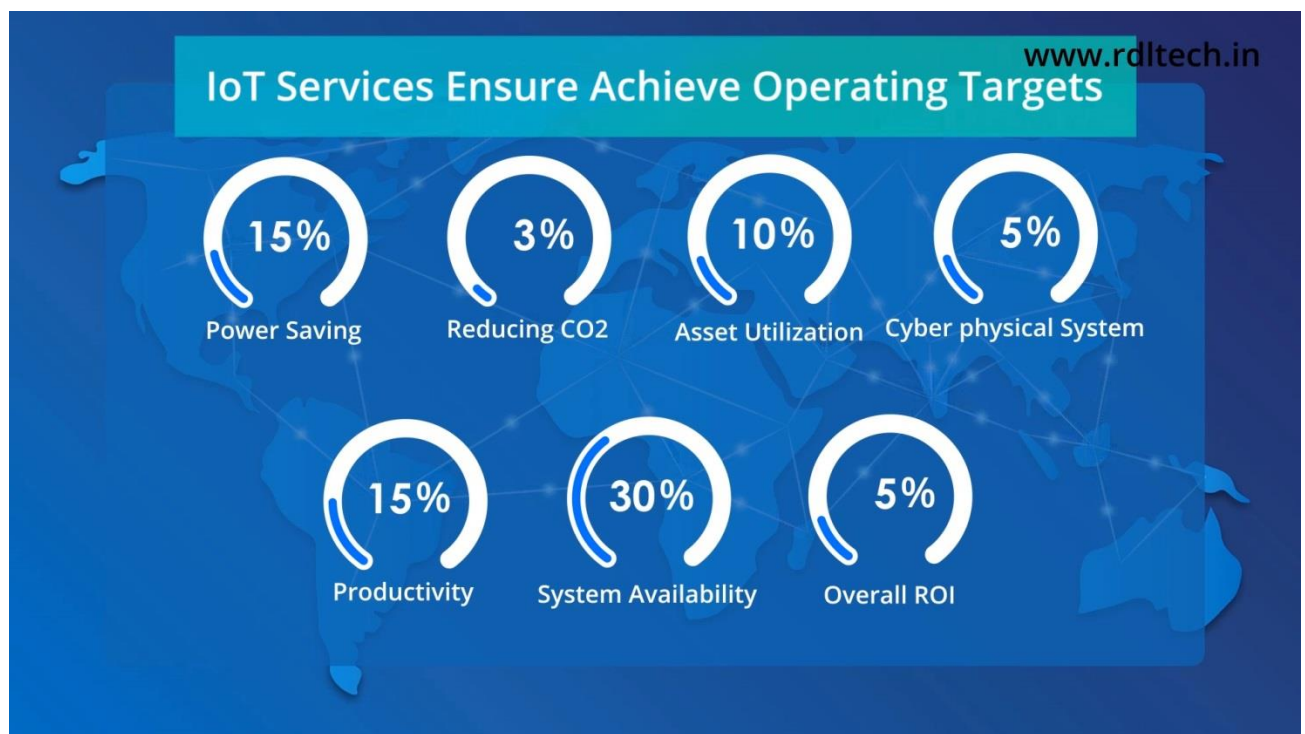 www.rdltech.in
IoT Services Ensure Achieve Operating Targets
15%
Power Saving
3%
Reducing CO2
10%
Asset Utilization
5%
Cyber physical System
15%
Productivity
30%
System Availability
5%
Overall ROI